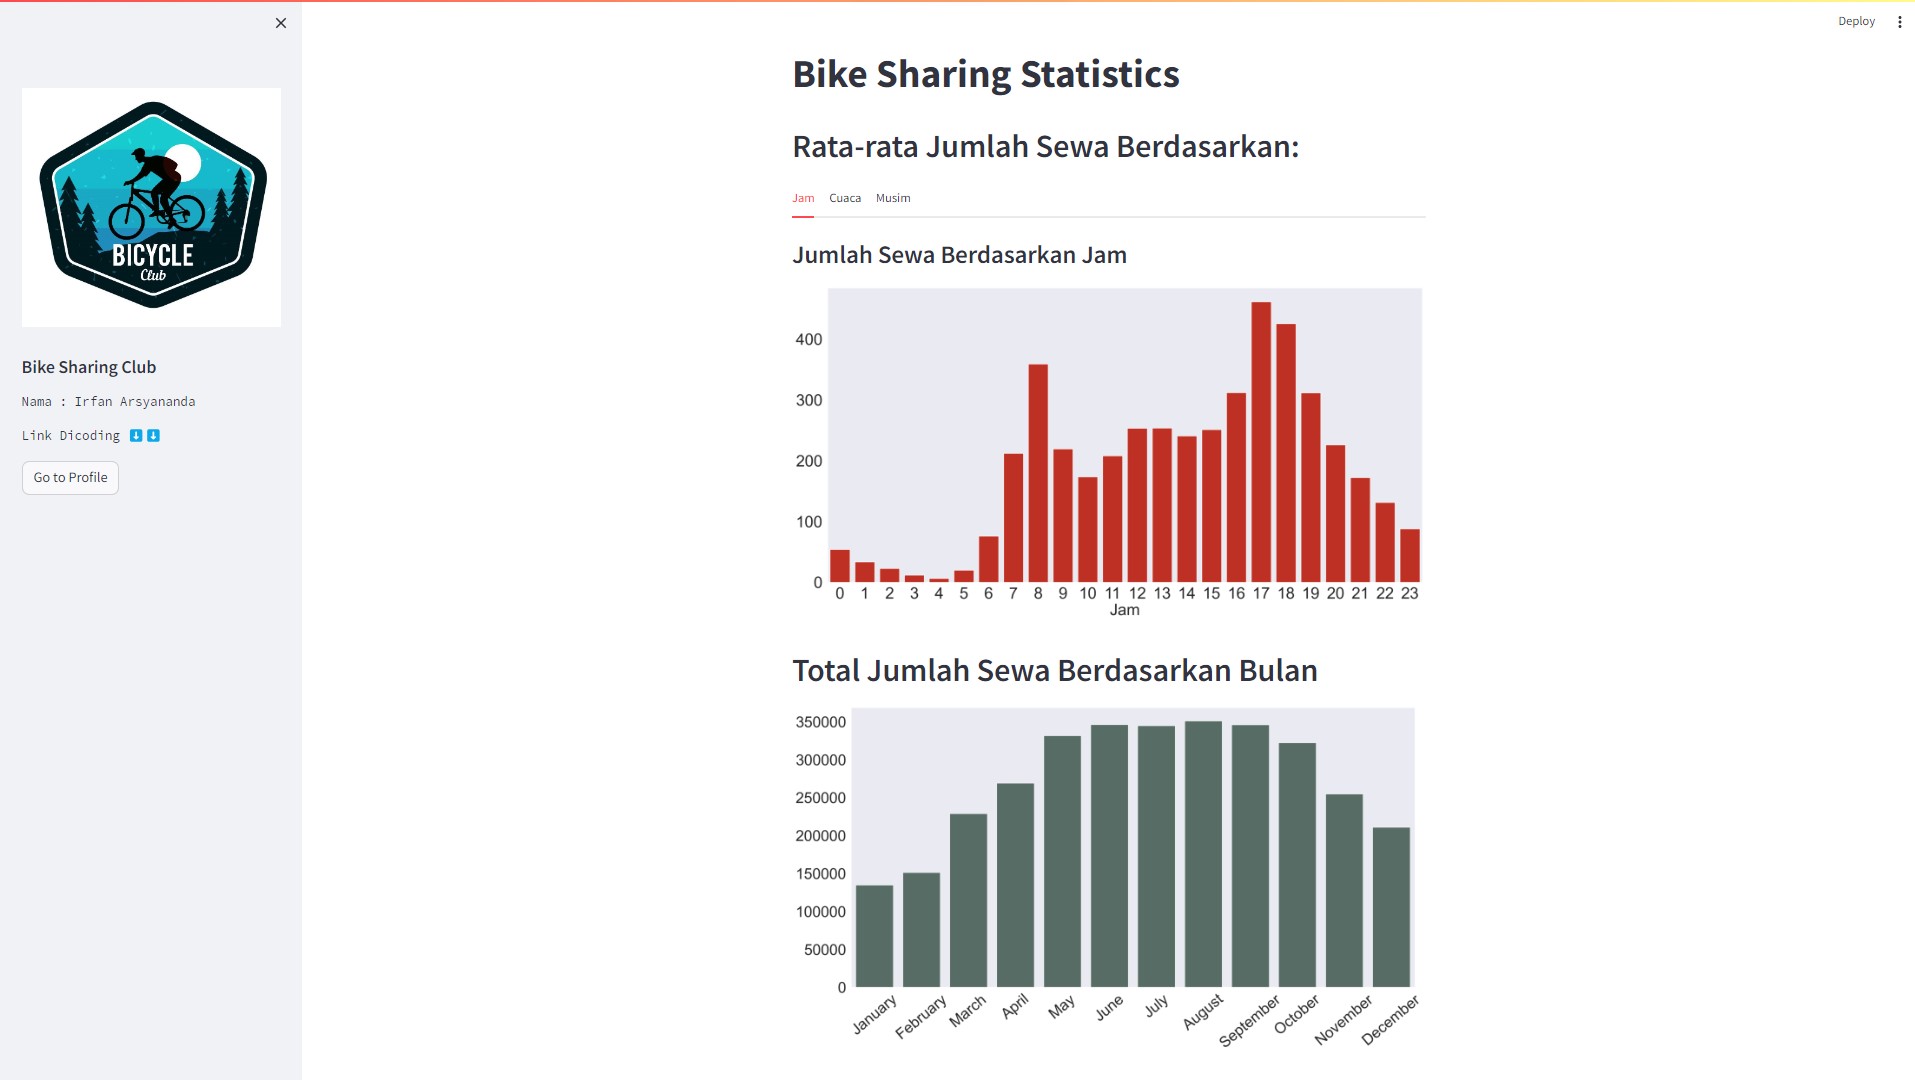 Deploy
BICYCLE
Club
Bike Sharing Club
Nama : Irfan Arsyananda
Link Dicoding ⬇️⬇️
Go to Profile
Bike Sharing Statistics
Rata-rata Jumlah Sewa Berdasarkan:
Jam Cuaca Musim
Jumlah Sewa Berdasarkan Jam
400
300
200
100
0
0 1 2 3 4 5 6 7 8 9 10 11 12 13 14 15 16 17 18 19 20 21 22 23
Jam
Total Jumlah Sewa Berdasarkan Bulan
350000
300000
250000
200000
150000
100000
50000
0
January February March April May June July August September October November December